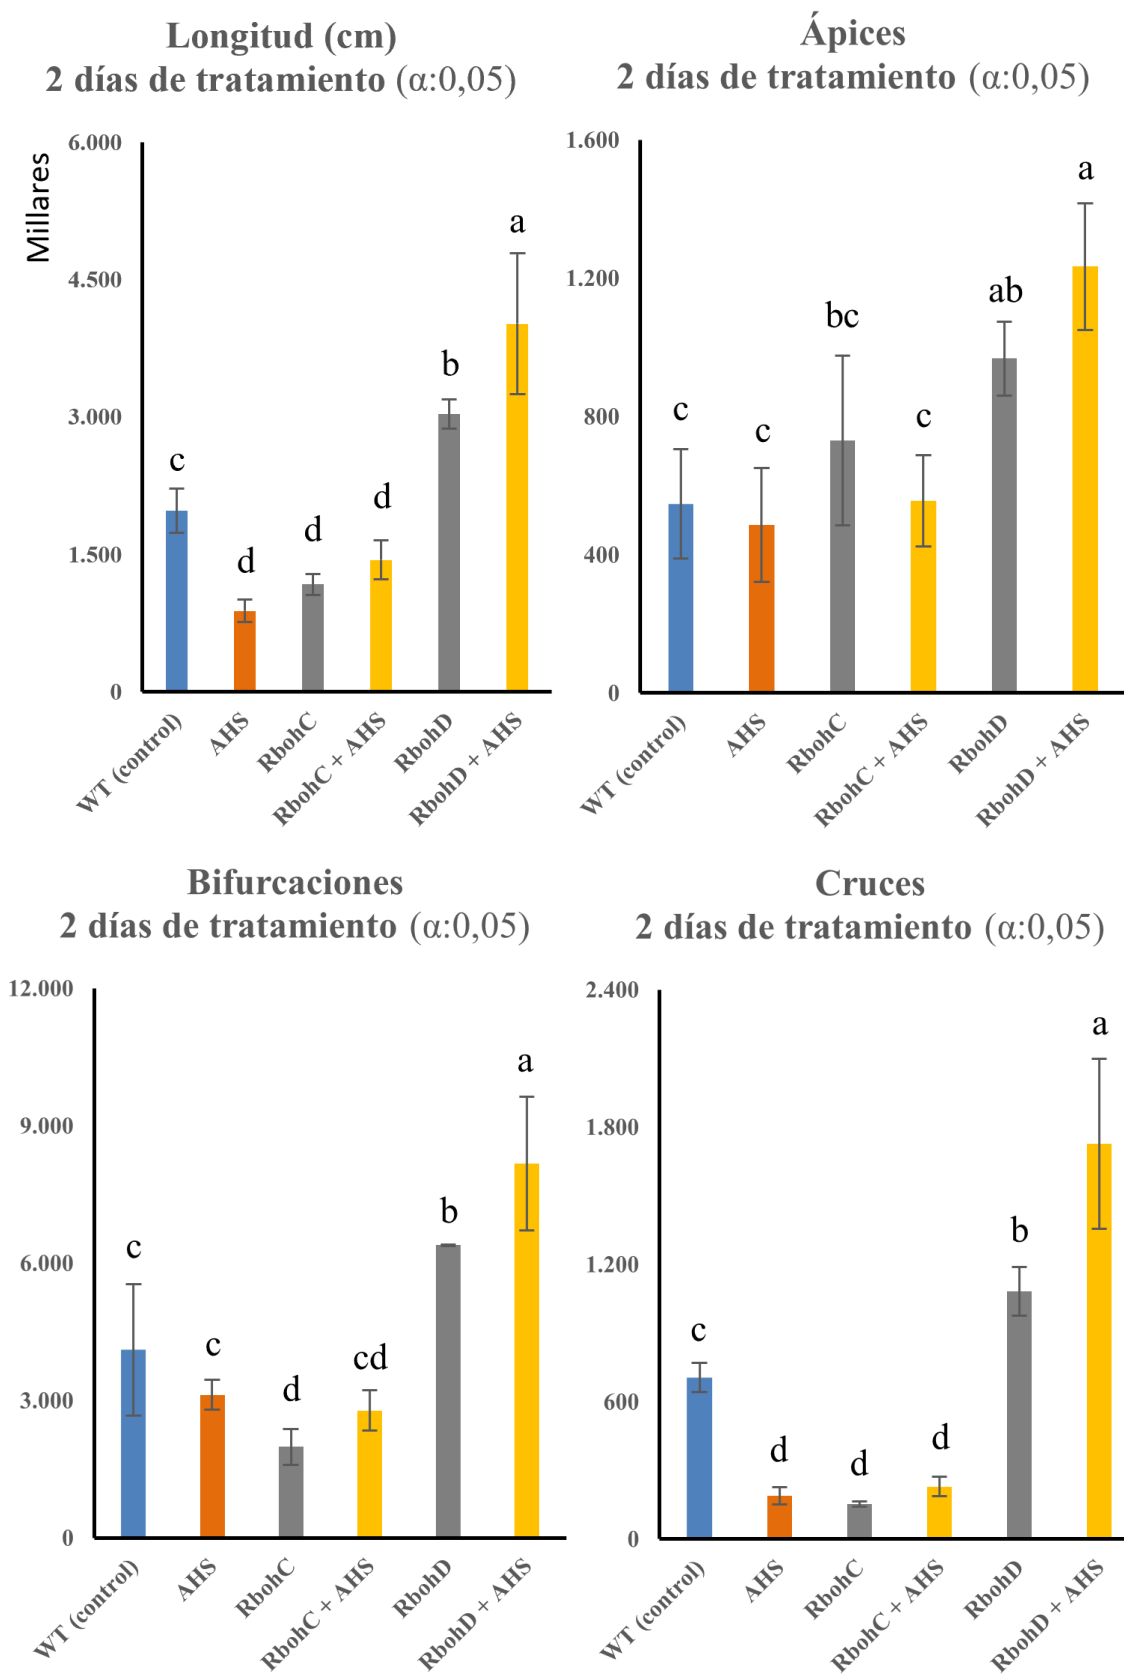 Longitud (cm)
2 días de tratamiento (α:0,05)
Millares
6.000
4.500
3.000
1.500
0
c
d
d
d
b
a
WT (control)
AHS
RbohC
RbohC + AHS
RbohD
RbohD + AHS
Ápices
2 días de tratamiento (α:0,05)
1.600
1.200
800
400
0
c
c
bc
c
ab
a
WT (control)
AHS
RbohC
RbohC + AHS
RbohD
RbohD + AHS
Bifurcaciones
2 días de tratamiento (α:0,05)
12.000
9.000
6.000
3.000
0
c
c
d
cd
b
a
WT (control)
AHS
RbohC
RbohC + AHS
RbohD
RbohD + AHS
Cruces
2 días de tratamiento (α:0,05)
2.400
1.800
1.200
600
0
c
d
d
d
b
a
WT (control)
AHS
RbohC
RbohC + AHS
RbohD
RbohD + AHS